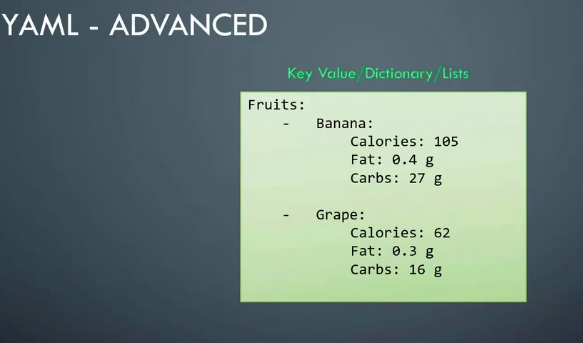 YAML - ADVANCED
Key Value/Dictionary/Lists
Fruits:
- Banana:
Calories: 105
Fat: 0.4 g
Carbs: 27 g
- Grape:
Calories: 62
Fat: 0.3 g
Carbs: 16 g